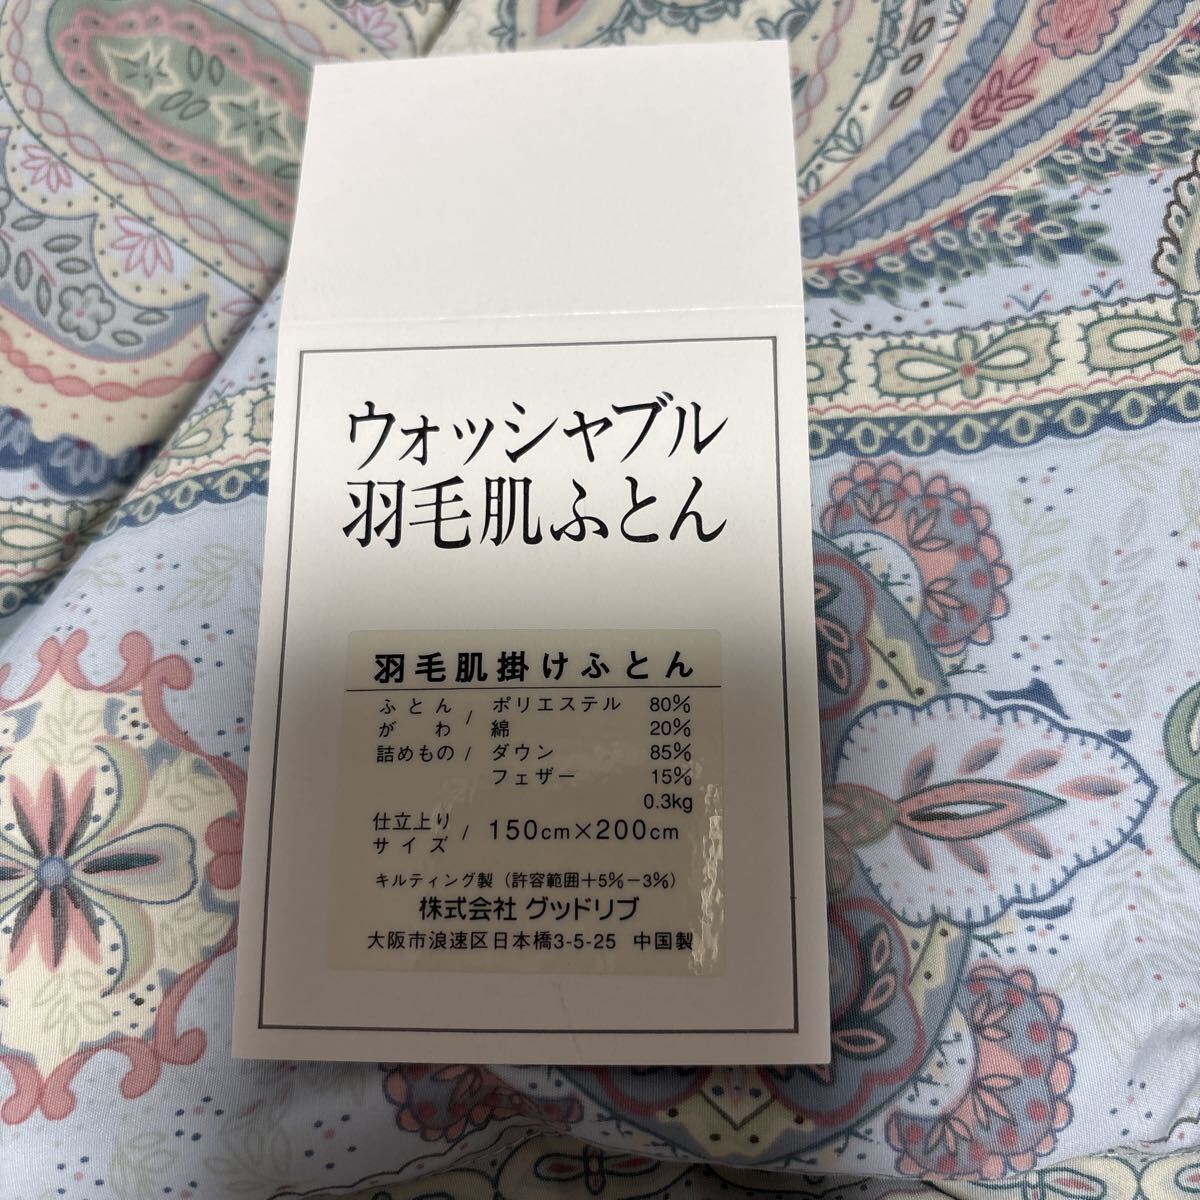 ウォッシャブル
羽毛肌ふとん
羽毛肌掛けふとん
ふとん
がわ / ポリエステル 80%
綿 20%
詰めもの / ダウン 85%
フェザー 15%
0.3kg
仕立上り
サイズ / 150cm×200cm
キルティング製（許容範囲+5%−3%）
株式会社 グッドリブ
大阪市浪速区日本橋3-5-25 中国製